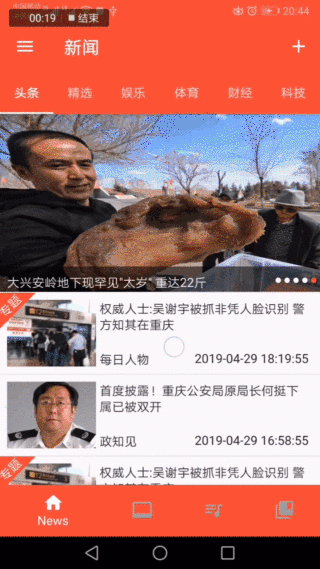 00:19 结束
20:44
新闻
头条 精选 娱乐 体育 财经 科技
大兴安岭地下现罕见"太岁" 重达22斤
专题
权威人士:吴谢宇被抓非凭人脸识别 警
方知其在重庆
每日人物 2019-04-29 18:19:55
首度披露！重庆公安局原局长何挺下
属已被双开
政知见 2019-04-29 16:58:55
专题
权威人士:吴谢宇被抓非凭人脸识别 警
News